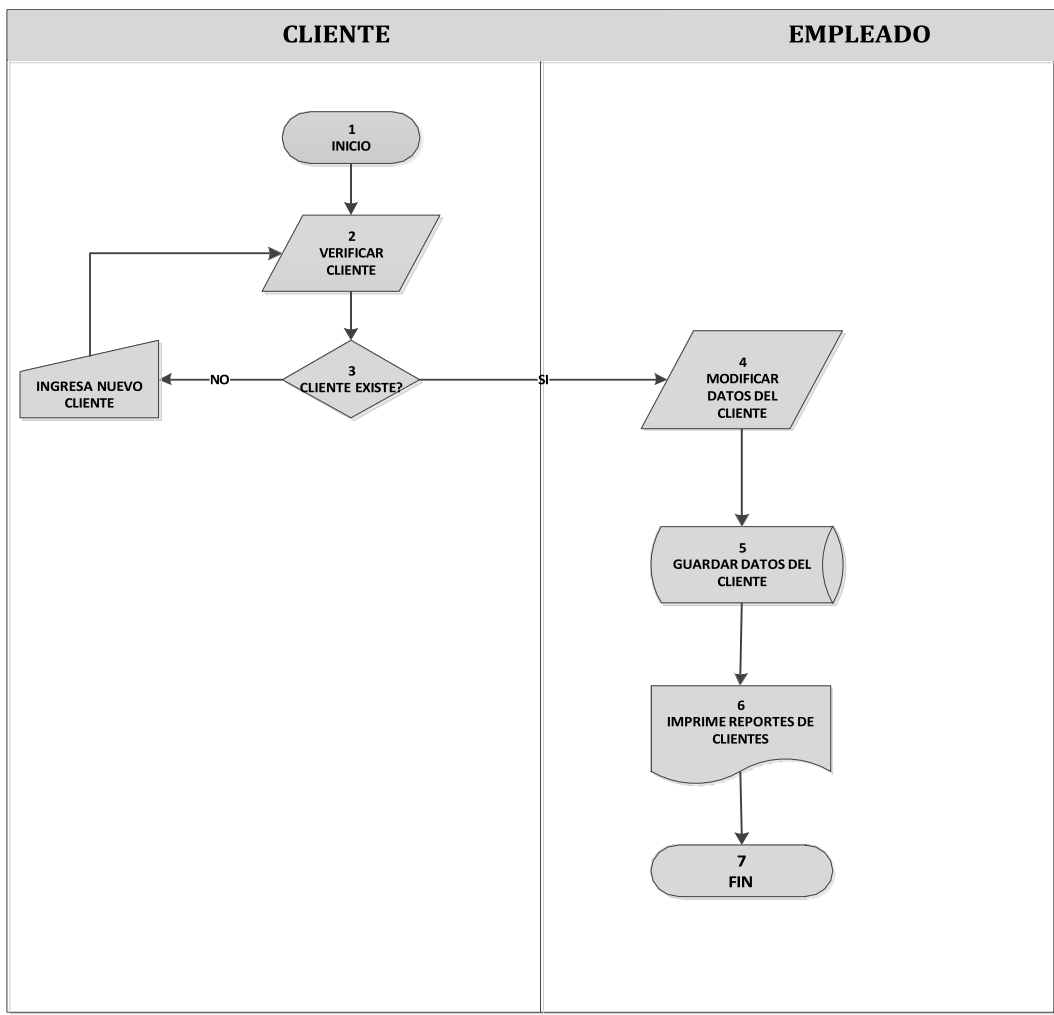 CLIENTE
EMPLEADO
1
INICIO
2
VERIFICAR
CLIENTE
3
CLIENTE EXISTE?
NO
INGRESA NUEVO
CLIENTE
SI
4
MODIFICAR
DATOS DEL
CLIENTE
5
GUARDAR DATOS DEL
CLIENTE
6
IMPRIME REPORTES DE
CLIENTES
7
FIN